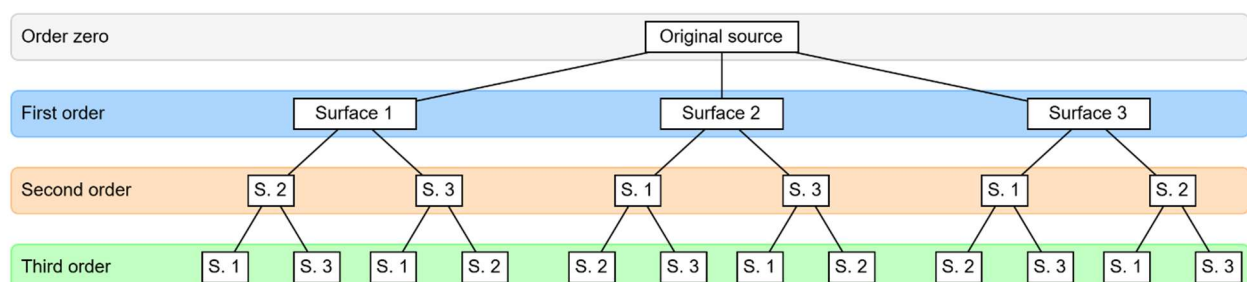 Order zero
Original source
First order
Surface 1
Surface 2
Surface 3
Second order
S. 2
S. 3
S. 1
S. 3
S. 1
S. 2
Third order
S. 1
S. 3
S. 1
S. 2
S. 2
S. 3
S. 1
S. 2
S. 2
S. 3
S. 1
S. 3